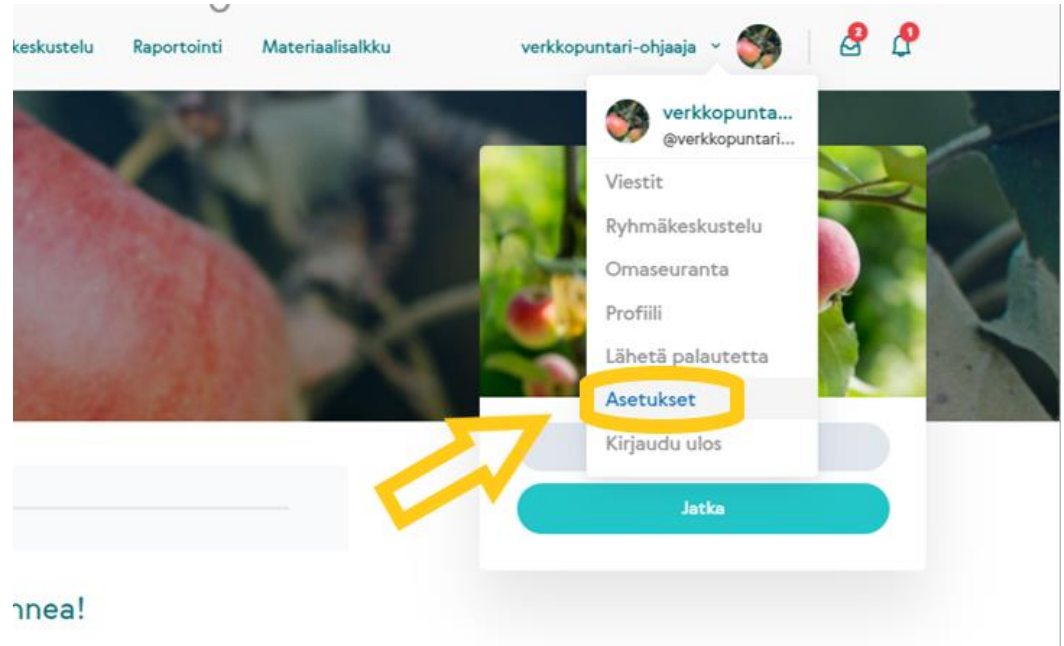 keskustelu Raportointi Materiaalisalkku verkkopuntari-ohjaaja 2 1
verkkopunta...
@verkkopuntari...
Viestit
Ryhmäkeskustelu
Omaseuranta
Profiili
Lähetä palautetta
Asetukset
Kirjaudu ulos
Jatka
nnea!